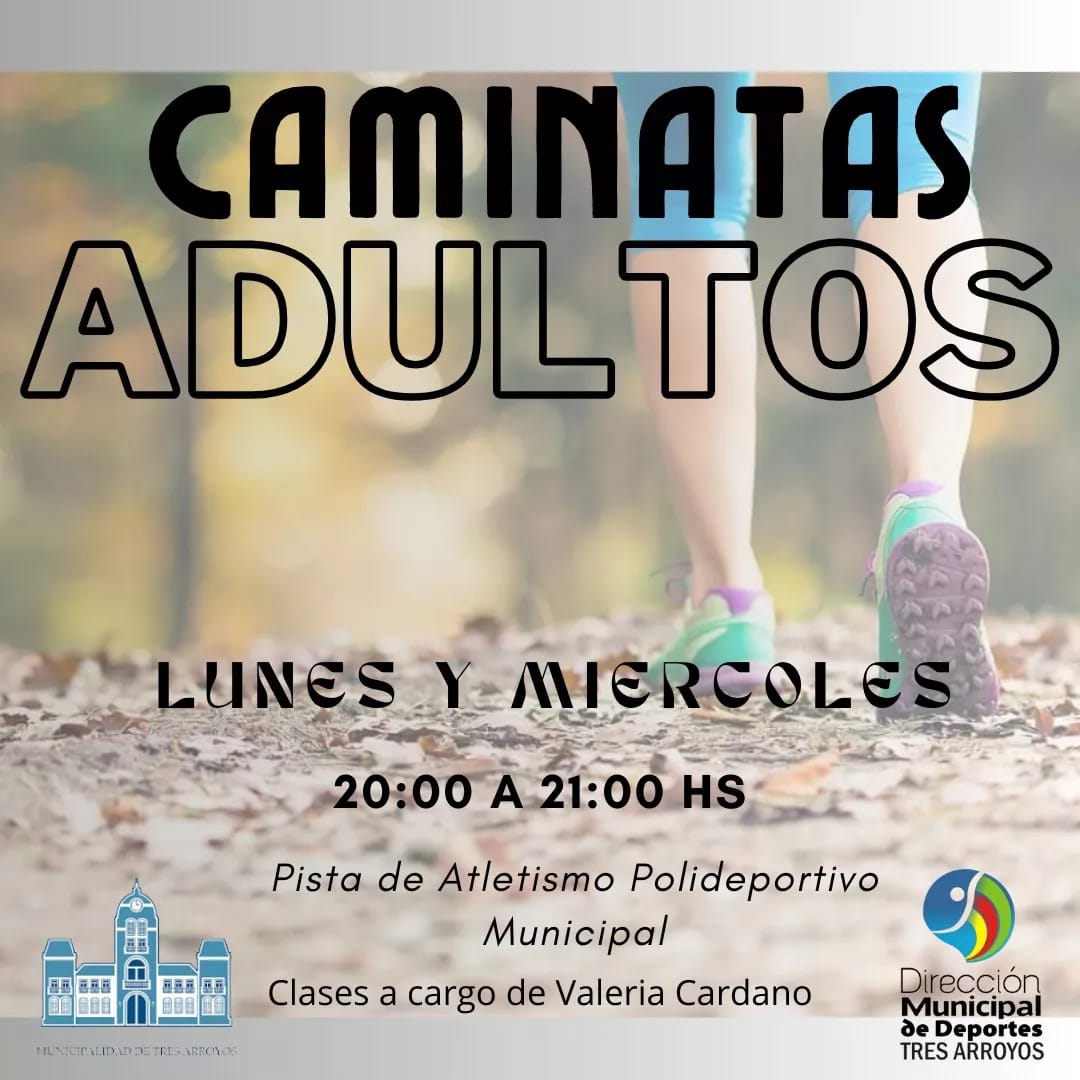 CAMINATAS
ADULTOS
LUNES Y MIERCOLES
20:00 A 21:00 HS
Pista de Atletismo Polideportivo
Municipal
Clases a cargo de Valeria Cardano
MUNICIPALIDAD DE TRES ARROYOS
Dirección
Municipal
de Deportes
TRES ARROYOS